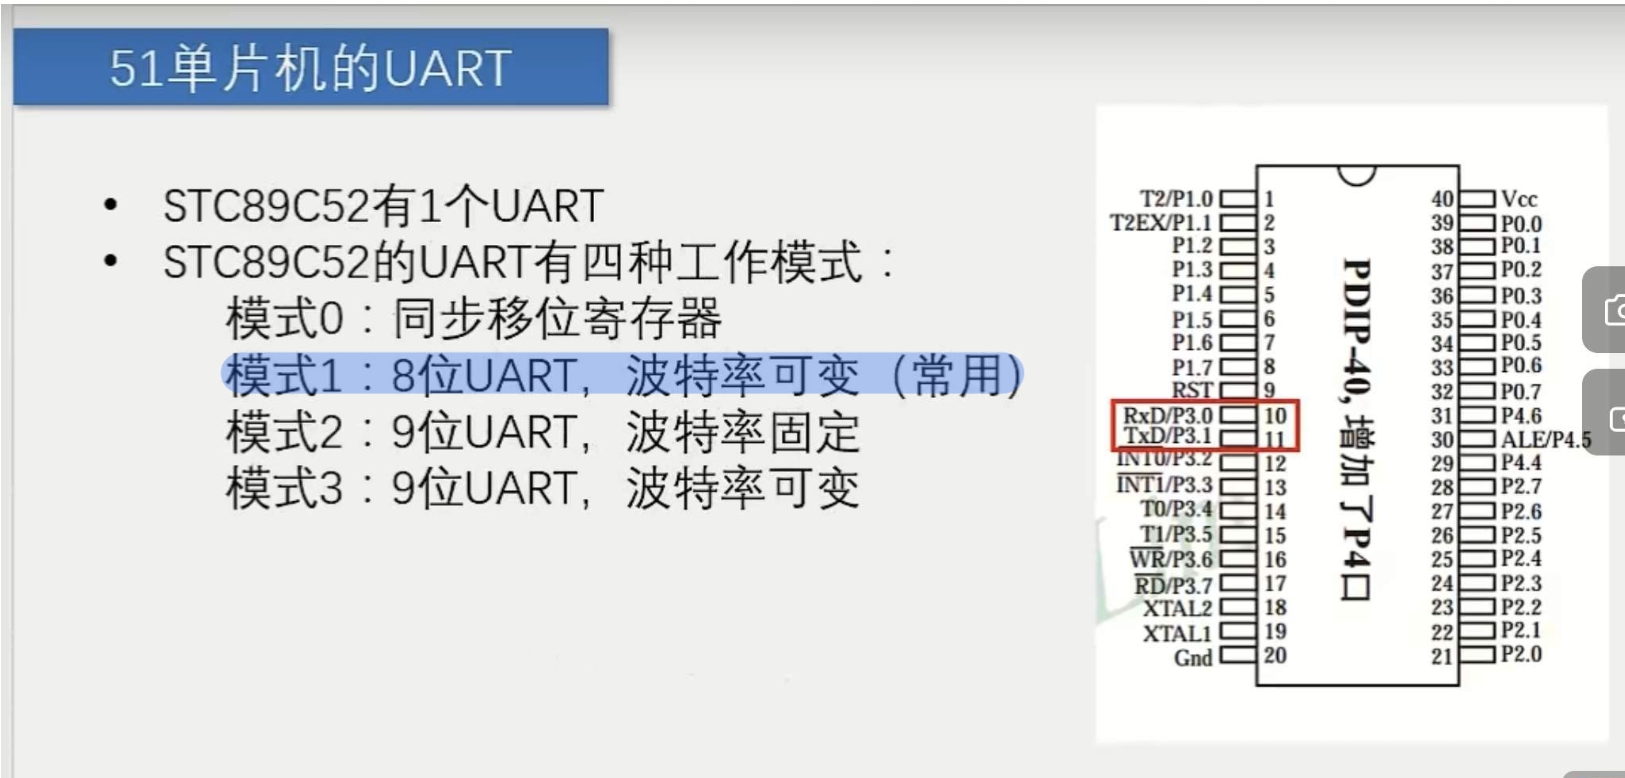 51单片机的UART
• STC89C52有1个UART
• STC89C52的UART有四种工作模式：
模式0：同步移位寄存器
模式1：8位UART，波特率可变（常用）
模式2：9位UART，波特率固定
模式3：9位UART，波特率可变
T2/P1.0 1 40 Vcc
T2EX/P1.1 2 39 P0.0
P1.2 3 38 P0.1
P1.3 4 37 P0.2
P1.4 5 36 P0.3
P1.5 6 35 P0.4
P1.6 7 34 P0.5
P1.7 8 33 P0.6
RST 9 32 P0.7
RxD/P3.0 10 31 P4.6
TxD/P3.1 11 30 ALE/P4.5
INT0/P3.2 12 29 P4.4
INT1/P3.3 13 28 P2.7
T0/P3.4 14 27 P2.6
T1/P3.5 15 26 P2.5
WR/P3.6 16 25 P2.4
RD/P3.7 17 24 P2.3
XTAL2 18 23 P2.2
XTAL1 19 22 P2.1
Gnd 20 21 P2.0
PDIP-40,增加了P4口